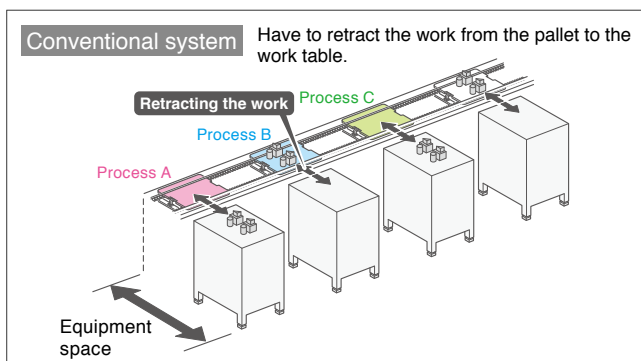 Conventional system
Have to retract the work from the pallet to the
work table.
Retracting the work
Process C
Process B
Process A
Equipment
space